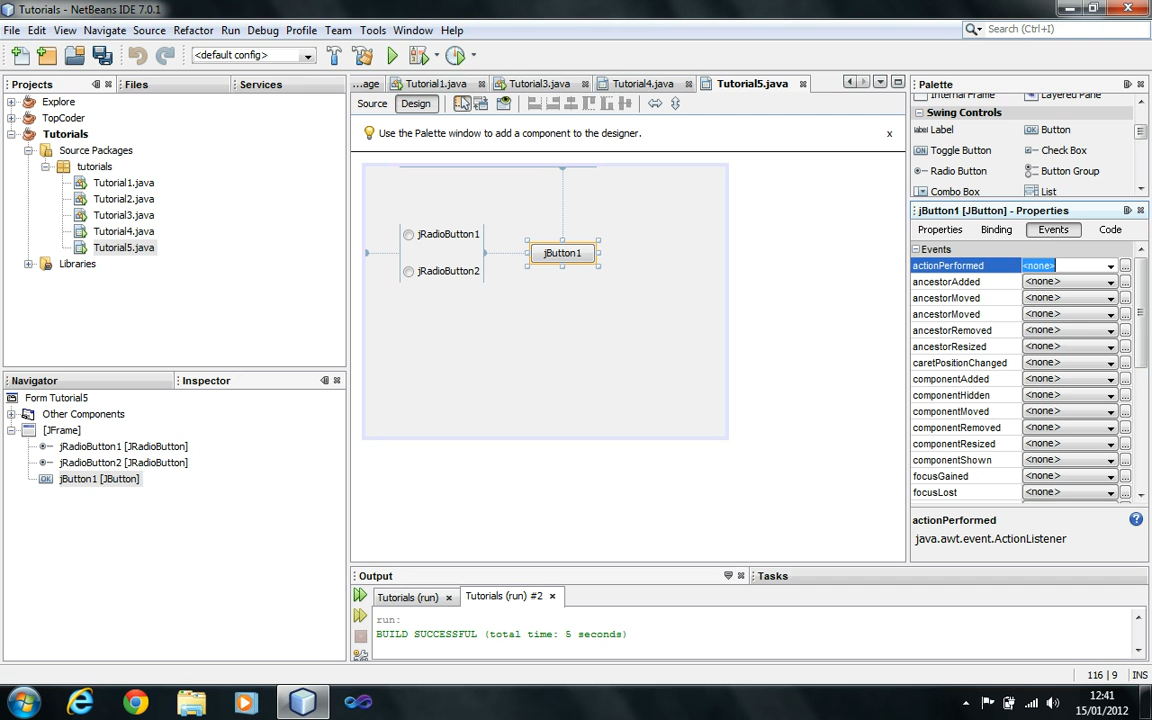 Tutorials - NetBeans IDE 7.0.1
File Edit View Navigate Source Refactor Run Debug Profile Team Tools Window Help
Search (Ctrl+I)
<default config>
Projects Files Services
Explore
TopCoder
Tutorials
Source Packages
tutorials
Tutorial1.java
Tutorial2.java
Tutorial3.java
Tutorial4.java
Tutorial5.java
Libraries
Navigator Inspector
Form Tutorial5
Other Components
[JFrame]
jRadioButton1 [JRadioButton]
jRadioButton2 [JRadioButton]
jButton1 [JButton]
...age Tutorial1.java Tutorial3.java Tutorial4.java Tutorial5.java
Source Design
Use the Palette window to add a component to the designer. x
jRadioButton1
jRadioButton2
jButton1
Output Tasks
Tutorials (run) Tutorials (run) #2
run:
BUILD SUCCESSFUL (total time: 5 seconds)
Palette
Internal Frame Layered Pane
Swing Controls
label Label OK Button
ON Toggle Button Check Box
Radio Button Button Group
Combo Box List
jButton1 [JButton] - Properties
Properties Binding Events Code
Events
actionPerformed <none> ...
ancestorAdded <none> ...
ancestorMoved <none> ...
ancestorMoved <none> ...
ancestorRemoved <none> ...
ancestorResized <none> ...
caretPositionChanged <none> ...
componentAdded <none> ...
componentHidden <none> ...
componentMoved <none> ...
componentRemoved <none> ...
componentResized <none> ...
componentShown <none> ...
focusGained <none> ...
focusLost <none> ...
actionPerformed
java.awt.event.ActionListener
116 | 9 INS
12:41
15/01/2012